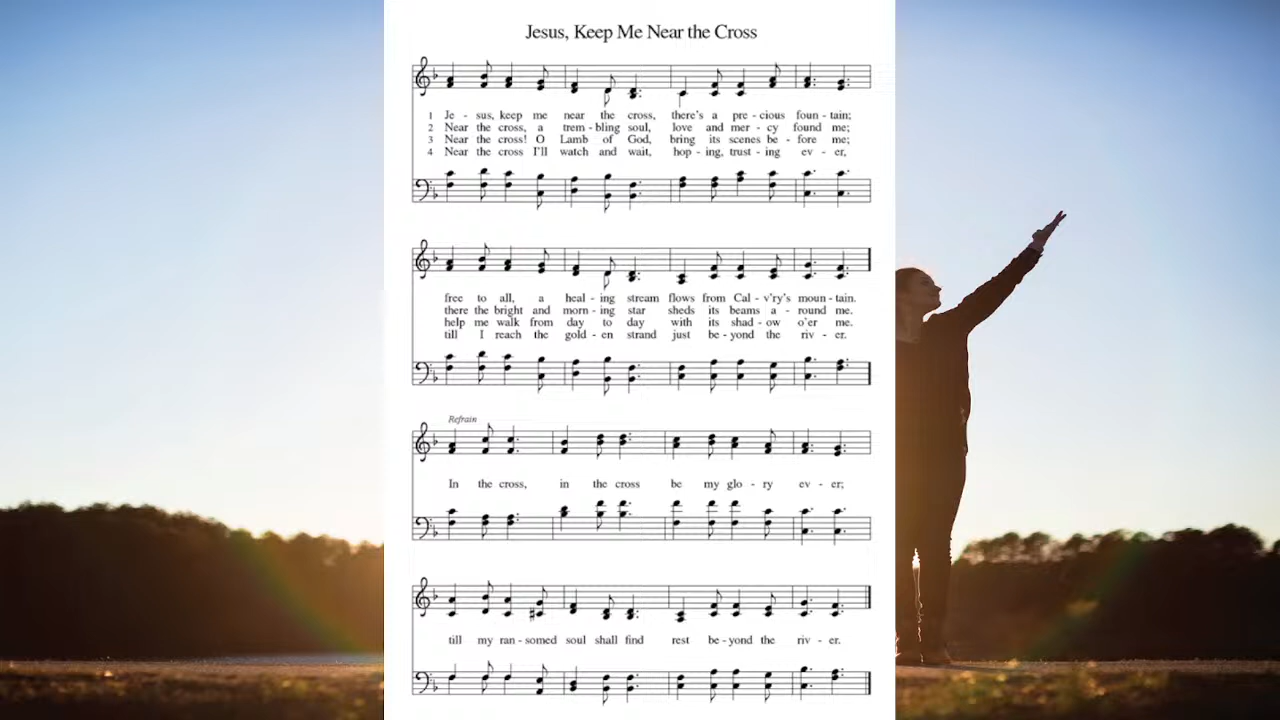 Jesus, Keep Me Near the Cross
1 Je - sus, keep me near the cross, there's a pre - cious foun - tain;
2 Near the cross, a trem - bling soul, love and mer - cy found me;
3 Near the cross! O Lamb of God, bring its scenes be - fore me;
4 Near the cross I'll watch and wait, hop - ing, trust - ing ev - er,
free to all, a heal - ing stream flows from Cal - v'ry's moun - tain.
there the bright and morn - ing star sheds its beams a - round me.
help me walk from day to day with its shad - ow o'er me.
till I reach the gold - en strand just be - yond the riv - er.
Refrain
In the cross, in the cross be my glo - ry ev - er;
till my ran - somed soul shall find rest be - yond the riv - er.